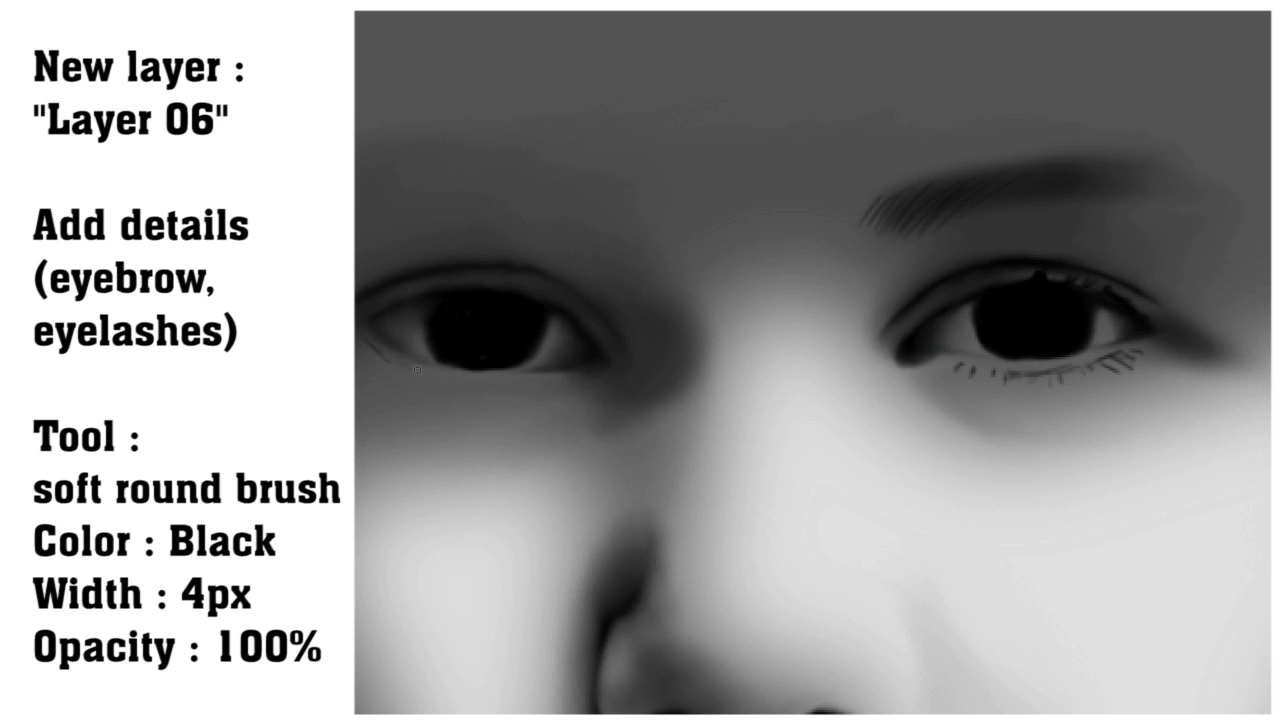 New layer :
"Layer 06"
Add details
(eyebrow,
eyelashes)
Tool :
soft round brush
Color : Black
Width : 4px
Opacity : 100%